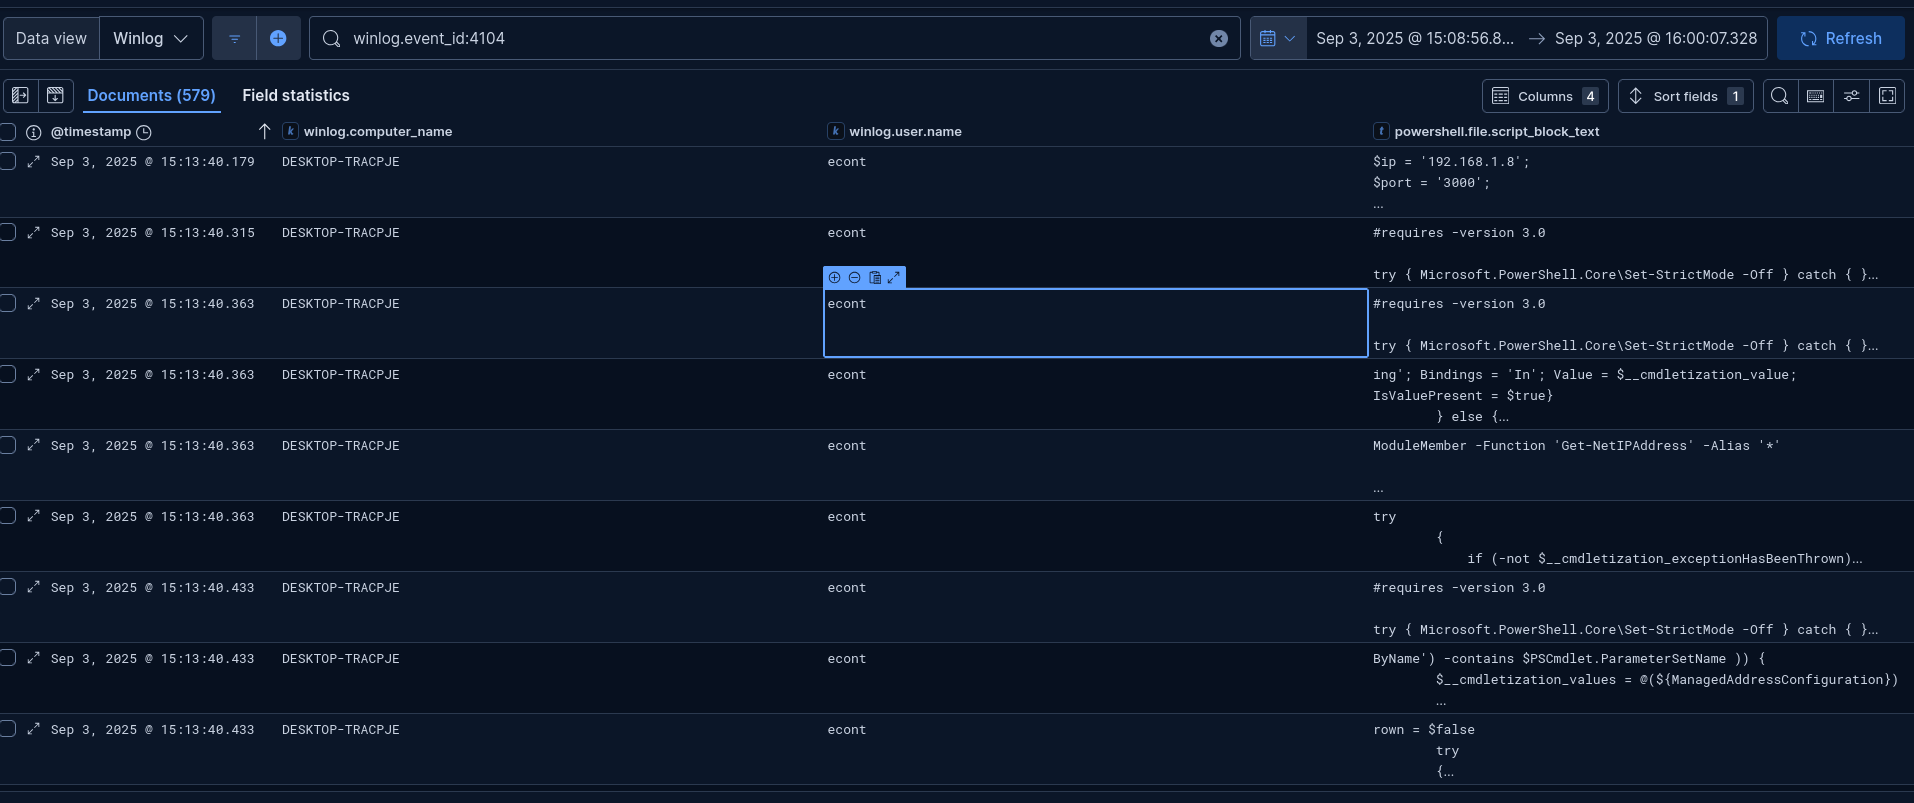 Data view Winlog winlog.event_id:4104 Sep 3, 2025 @ 15:08:56.8... → Sep 3, 2025 @ 16:00:07.328 Refresh
Documents (579) Field statistics Columns 4 Sort fields 1
@timestamp ↑ k winlog.computer_name k winlog.user.name t powershell.file.script_block_text
Sep 3, 2025 @ 15:13:40.179 DESKTOP-TRACPJE econt $ip = '192.168.1.8';
$port = '3000';
...
Sep 3, 2025 @ 15:13:40.315 DESKTOP-TRACPJE econt #requires -version 3.0
try { Microsoft.PowerShell.Core\Set-StrictMode -Off } catch { }...
Sep 3, 2025 @ 15:13:40.363 DESKTOP-TRACPJE econt #requires -version 3.0
try { Microsoft.PowerShell.Core\Set-StrictMode -Off } catch { }...
Sep 3, 2025 @ 15:13:40.363 DESKTOP-TRACPJE econt ing'; Bindings = 'In'; Value = $__cmdletization_value;
IsValuePresent = $true}
} else {...
Sep 3, 2025 @ 15:13:40.363 DESKTOP-TRACPJE econt ModuleMember -Function 'Get-NetIPAddress' -Alias '*'
...
Sep 3, 2025 @ 15:13:40.363 DESKTOP-TRACPJE econt try
{
if (-not $__cmdletization_exceptionHasBeenThrown)...
Sep 3, 2025 @ 15:13:40.433 DESKTOP-TRACPJE econt #requires -version 3.0
try { Microsoft.PowerShell.Core\Set-StrictMode -Off } catch { }...
Sep 3, 2025 @ 15:13:40.433 DESKTOP-TRACPJE econt ByName') -contains $PSCmdlet.ParameterSetName )) {
$__cmdletization_values = @(${ManagedAddressConfiguration})
...
Sep 3, 2025 @ 15:13:40.433 DESKTOP-TRACPJE econt rown = $false
try
{...